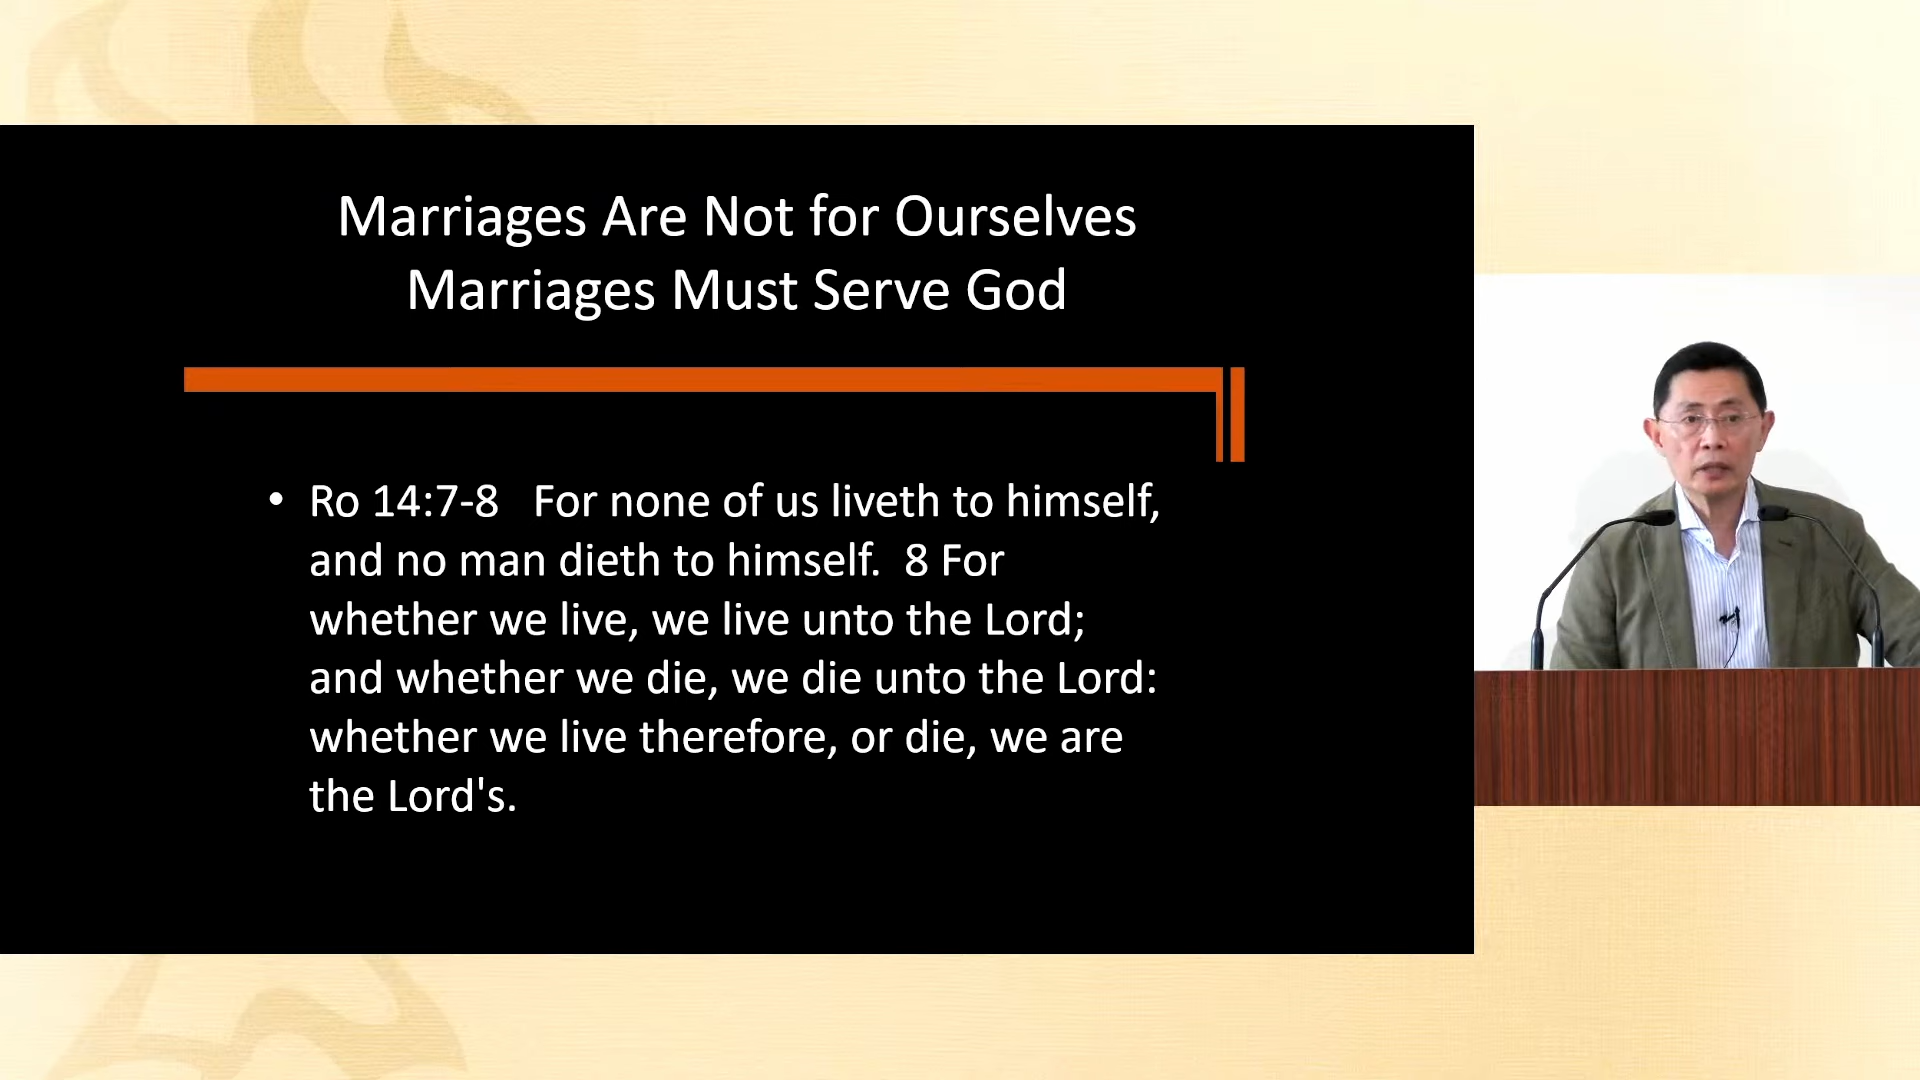 Marriages Are Not for Ourselves
Marriages Must Serve God
• Ro 14:7-8   For none of us liveth to himself,
and no man dieth to himself.  8 For
whether we live, we live unto the Lord;
and whether we die, we die unto the Lord:
whether we live therefore, or die, we are
the Lord's.